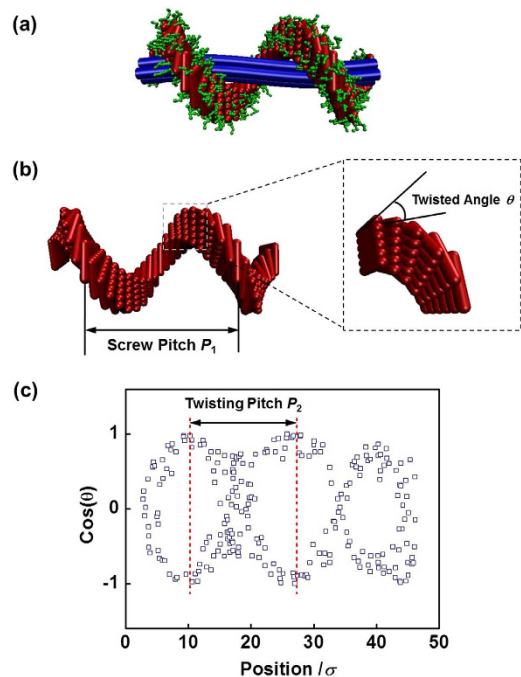 (a)
(b)
Twisted Angle θ
Screw Pitch P₁
(c)
Twisting Pitch P₂
1
0
-1
Cos(θ)
0 10 20 30 40 50
Position /σ